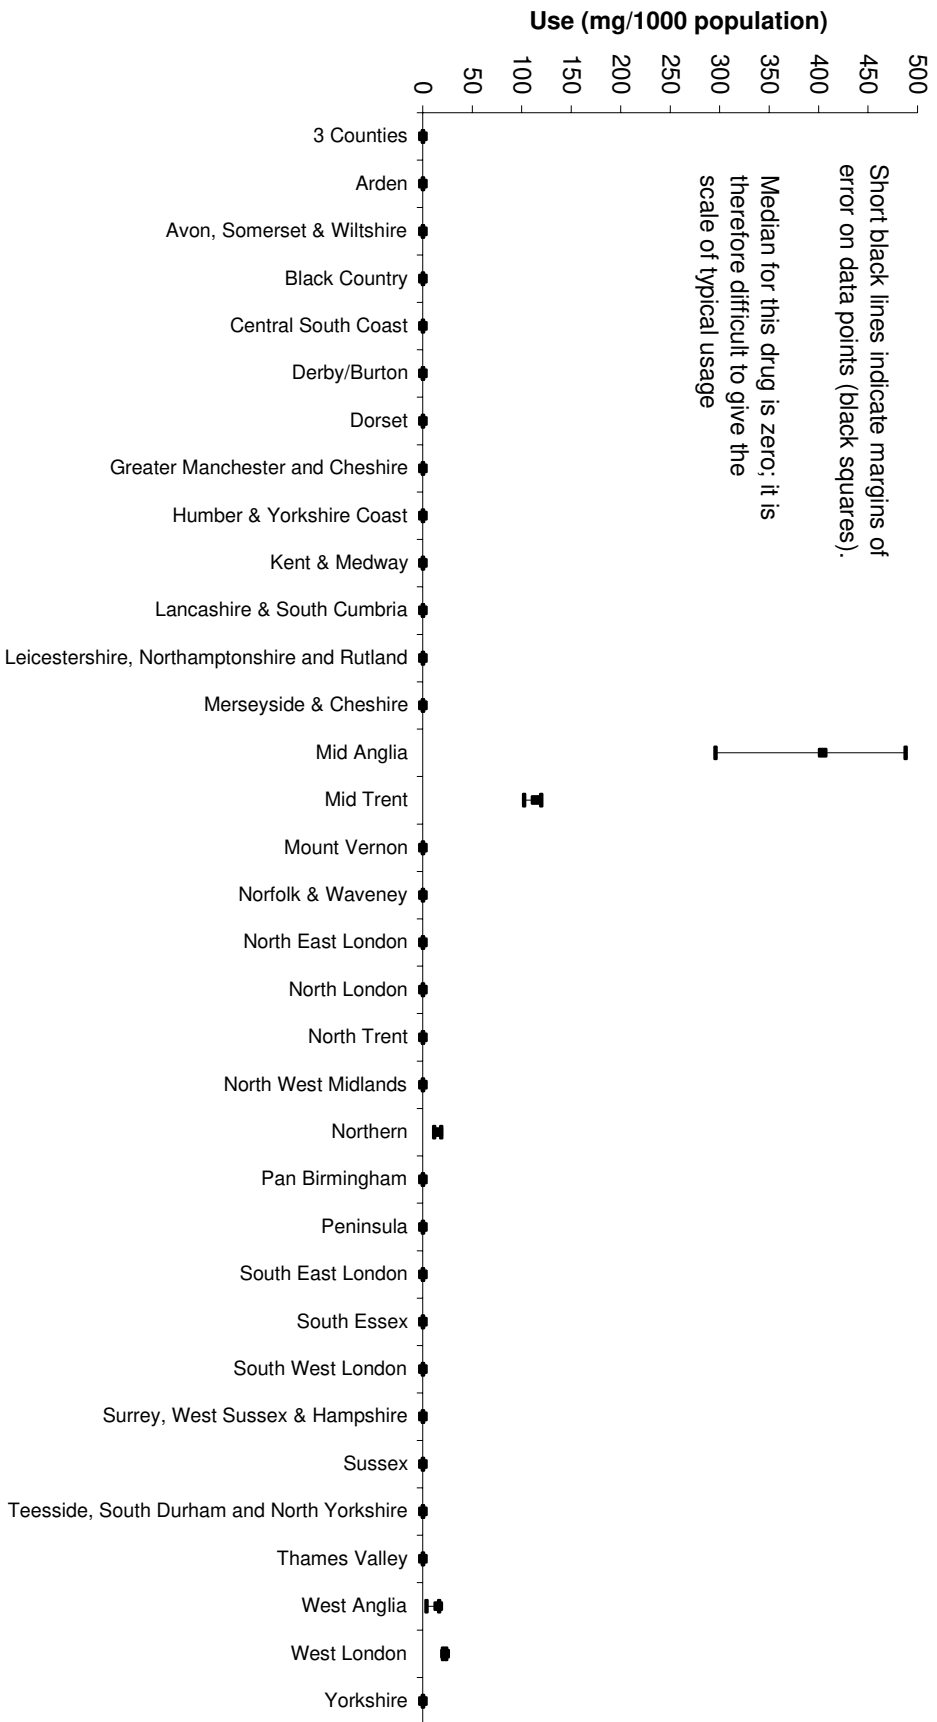 Use (mg/1000 population)
0
50
100
150
200
250
300
350
400
450
500
Short black lines indicate margins of
error on data points (black squares).
Median for this drug is zero; it is
therefore difficult to give the
scale of typical usage
3 Counties
Arden
Avon, Somerset & Wiltshire
Black Country
Central South Coast
Derby/Burton
Dorset
Greater Manchester and Cheshire
Humber & Yorkshire Coast
Kent & Medway
Lancashire & South Cumbria
Leicestershire, Northamptonshire and Rutland
Merseyside & Cheshire
Mid Anglia
Mid Trent
Mount Vernon
Norfolk & Waveney
North East London
North London
North Trent
North West Midlands
Northern
Pan Birmingham
Peninsula
South East London
South Essex
South West London
Surrey, West Sussex & Hampshire
Sussex
Teesside, South Durham and North Yorkshire
Thames Valley
West Anglia
West London
Yorkshire